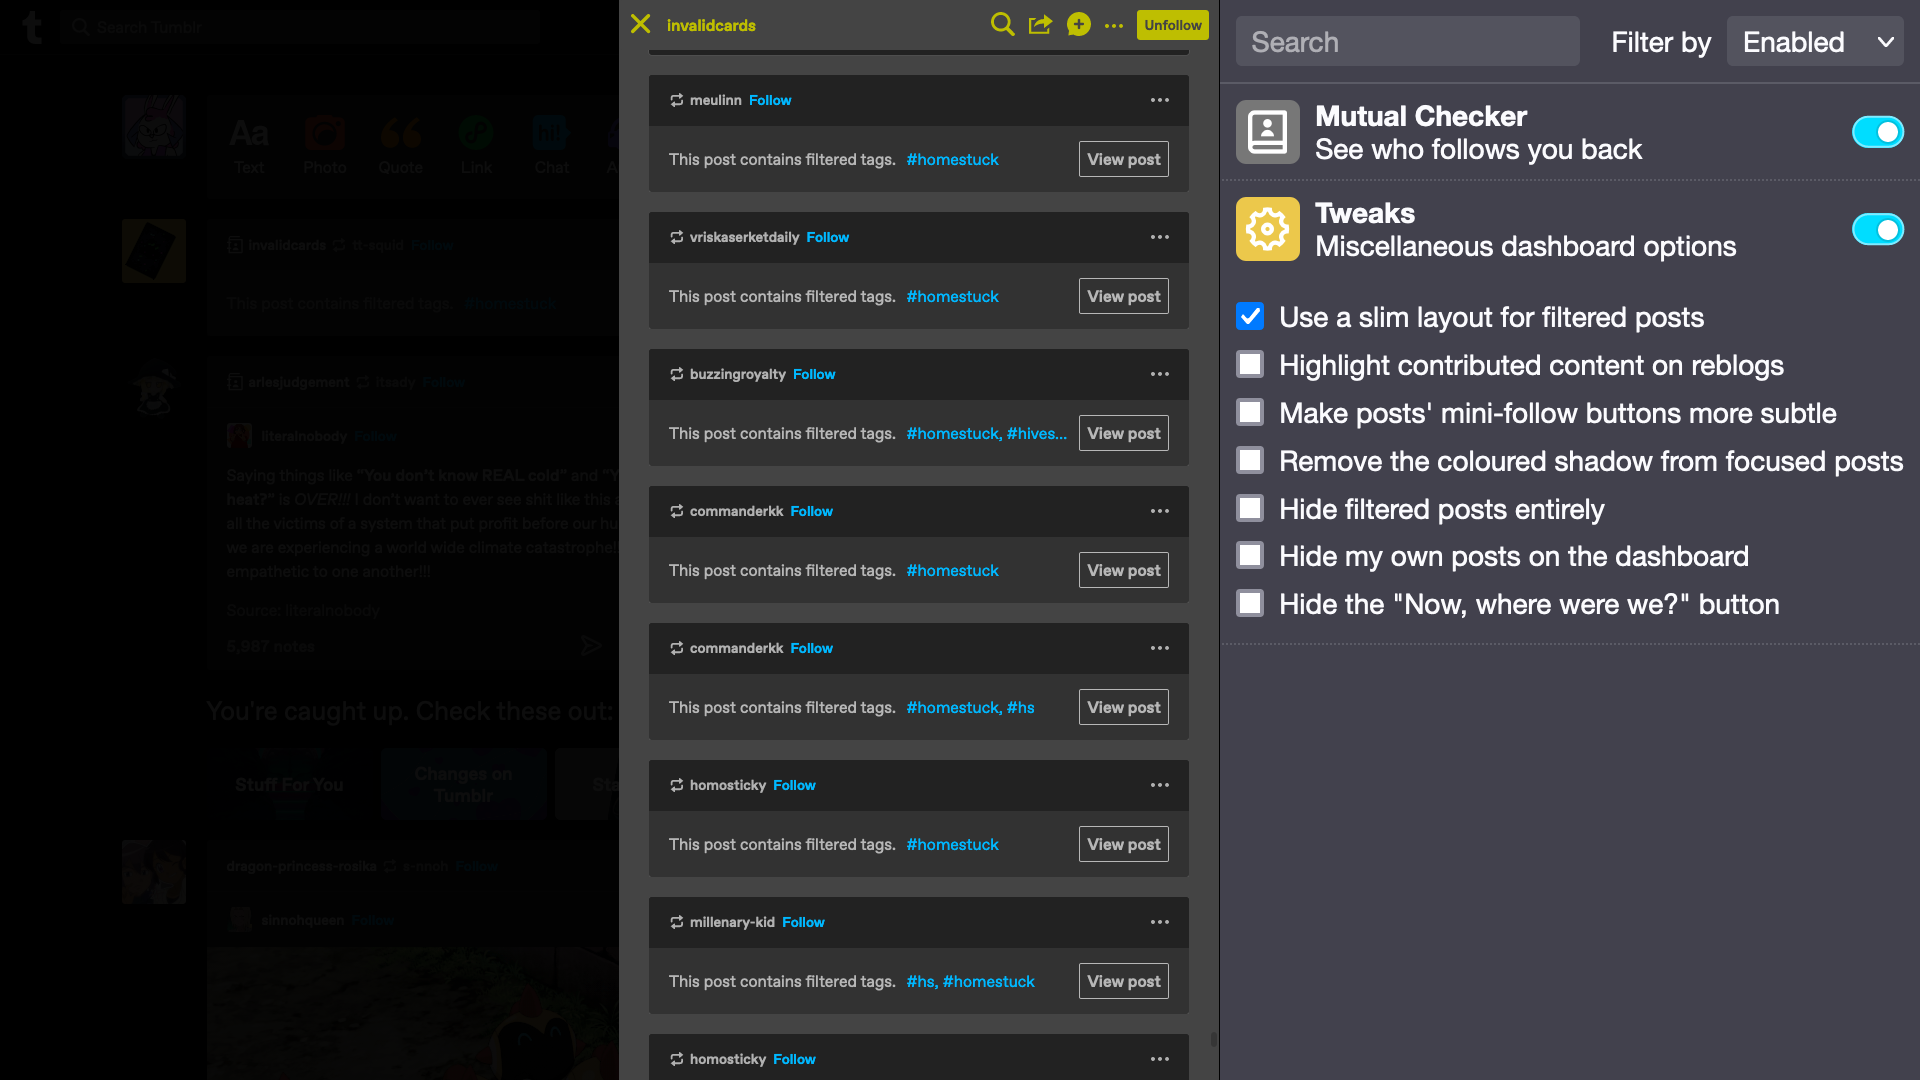 Search Tumblr
Aa
Text
Photo
Quote
Link
hi!
Chat
A
invalidcards tt-squid Follow
This post contains filtered tags. #homestuck
arlesjudgement itzady Follow
literalnobody Follow
Saying things like "You don't know REAL cold" and "Y
heat?" is OVER!!! I don't want to ever see shit like this a
all the victims of a system that put profit before our hu
we are experiencing a world wide climate catastrophe!
empathetic to one another!!!
Source: literalnobody
5,987 notes
You're caught up. Check these out:
Stuff For You
Changes on
Tumblr
Sta
dragon-princess-rosika s-nnoh Follow
sinnohqueen Follow
invalidcards
Unfollow
meulinn Follow
This post contains filtered tags. #homestuck
View post
vriskaserketdaily Follow
This post contains filtered tags. #homestuck
View post
buzzingroyalty Follow
This post contains filtered tags. #homestuck, #hives...
View post
commanderkk Follow
This post contains filtered tags. #homestuck
View post
commanderkk Follow
This post contains filtered tags. #homestuck, #hs
View post
homosticky Follow
This post contains filtered tags. #homestuck
View post
millenary-kid Follow
This post contains filtered tags. #hs, #homestuck
View post
homosticky Follow
Search
Filter by
Enabled
Mutual Checker
See who follows you back
Tweaks
Miscellaneous dashboard options
Use a slim layout for filtered posts
Highlight contributed content on reblogs
Make posts' mini-follow buttons more subtle
Remove the coloured shadow from focused posts
Hide filtered posts entirely
Hide my own posts on the dashboard
Hide the "Now, where were we?" button